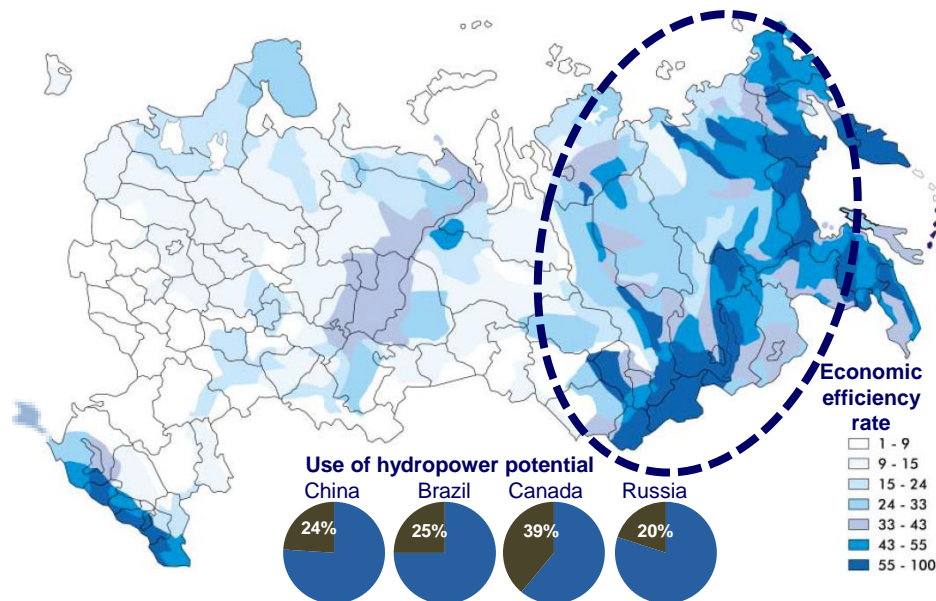 Economic
efficiency
rate
1 - 9
9 - 15
15 - 24
24 - 33
33 - 43
43 - 55
55 - 100
Use of hydropower potential
China Brazil Canada Russia
24% 25% 39% 20%